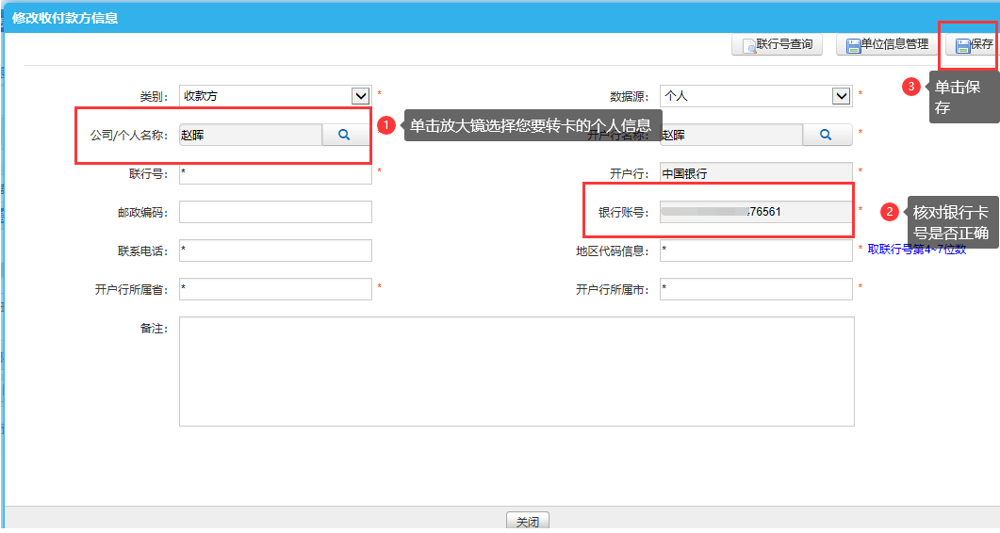 修改收付款方信息
联行号查询 单位信息管理 保存
类别： 收款方 * 数据源： 个人 *
3 单击保
存
公司/个人名称： 赵晖 1 单击放大镜选择您要转卡的个人信息 开户行名称： 赵晖 *
联行号： * * 开户行： 中国银行 *
邮政编码： 银行账号： 476561 * 2 核对银行卡
号是否正确
联系电话： * 地区代码信息： * * 取联行号第4~7位数
开户行所属省： * * 开户行所属市： * *
备注：
关闭